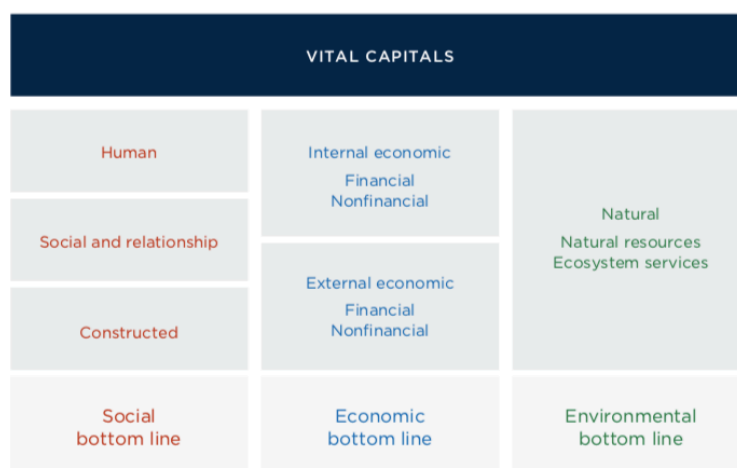 VITAL CAPITALS
Human
Social and relationship
Constructed
Social
bottom line
Internal economic
Financial
Nonfinancial
External economic
Financial
Nonfinancial
Economic
bottom line
Natural
Natural resources
Ecosystem services
Environmental
bottom line